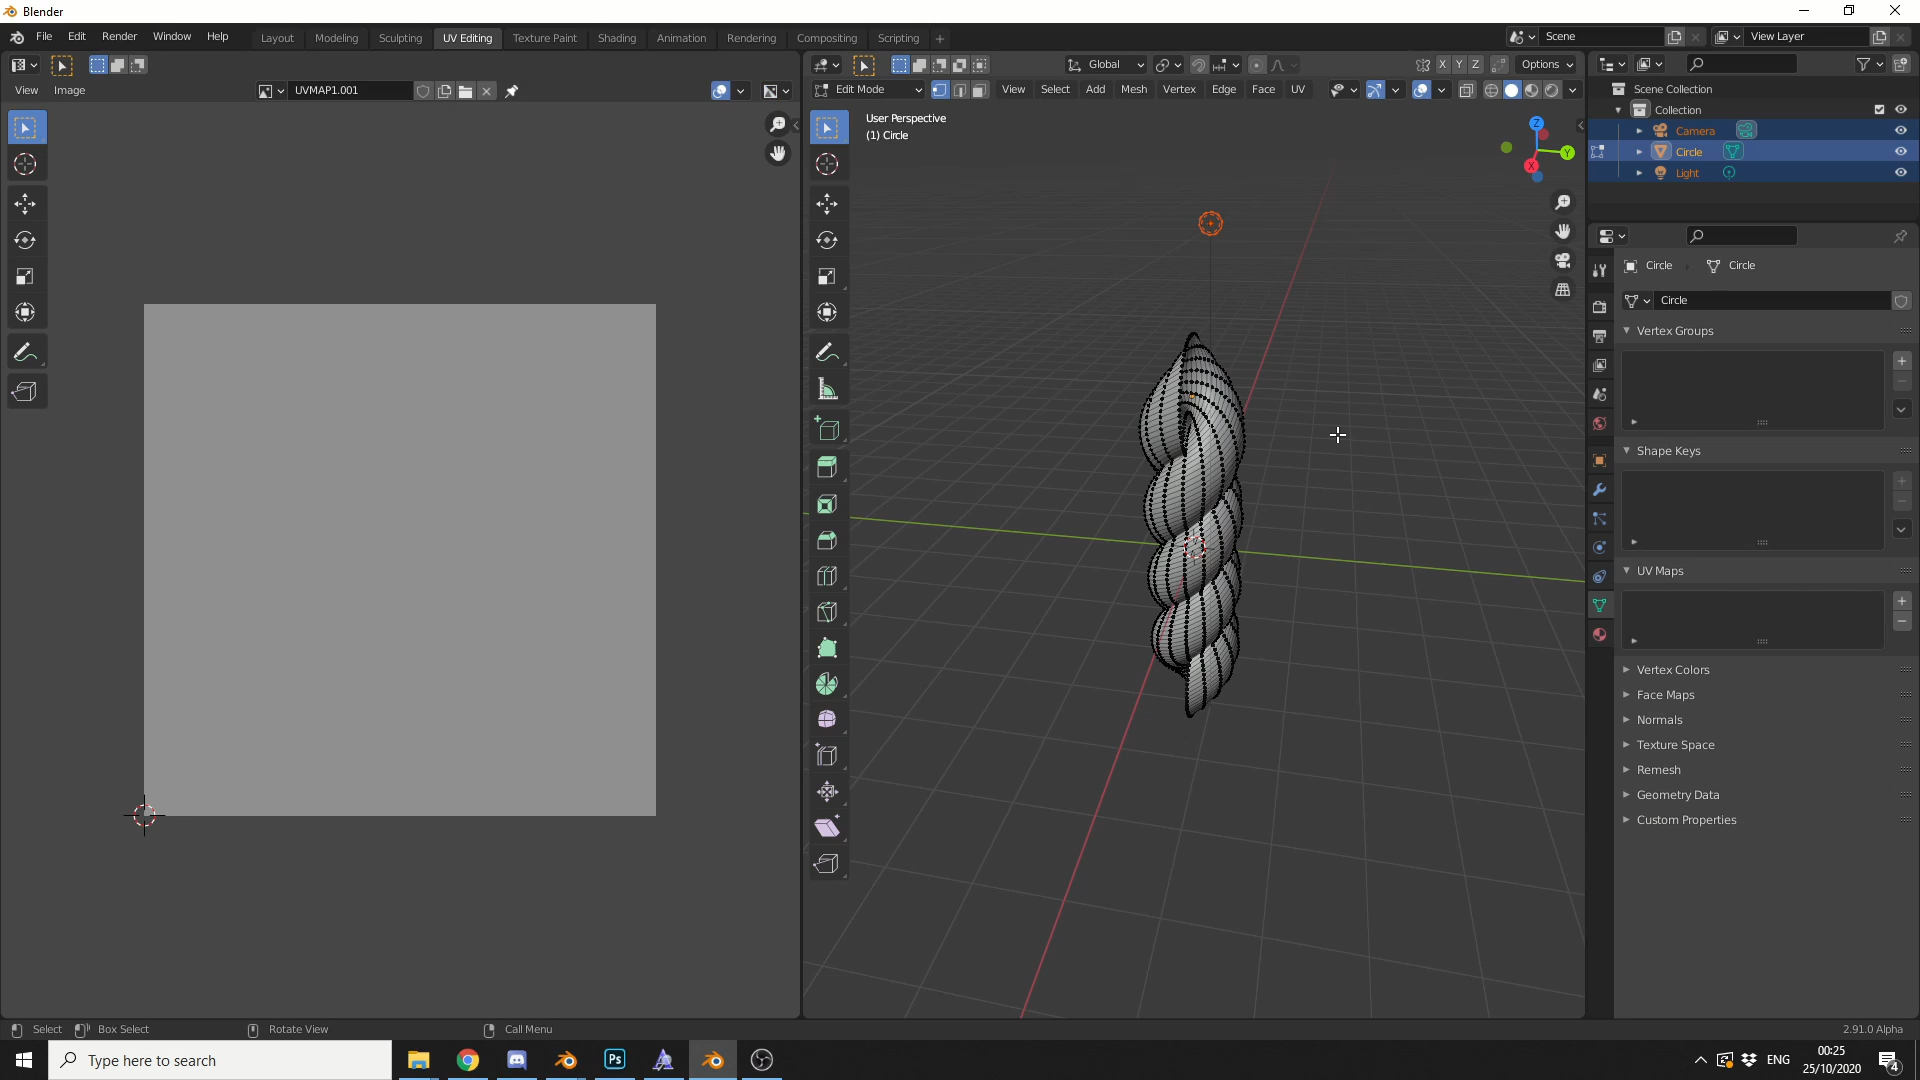 Blender
File Edit Render Window Help
Layout Modeling Sculpting UV Editing Texture Paint Shading Animation Rendering Compositing Scripting +
Scene
View Layer
Global
X Y Z
Options
View Image
UVMAP1.001
Edit Mode
View Select Add Mesh Vertex Edge Face UV
User Perspective
(1) Circle
Z
Y
X
Scene Collection
Collection
Camera
Circle
Light
Circle
Circle
Circle
Vertex Groups
Shape Keys
UV Maps
Vertex Colors
Face Maps
Normals
Texture Space
Remesh
Geometry Data
Custom Properties
Select
Box Select
Rotate View
Call Menu
2.91.0 Alpha
Type here to search
Ps
ENG
00:25
25/10/2020
4